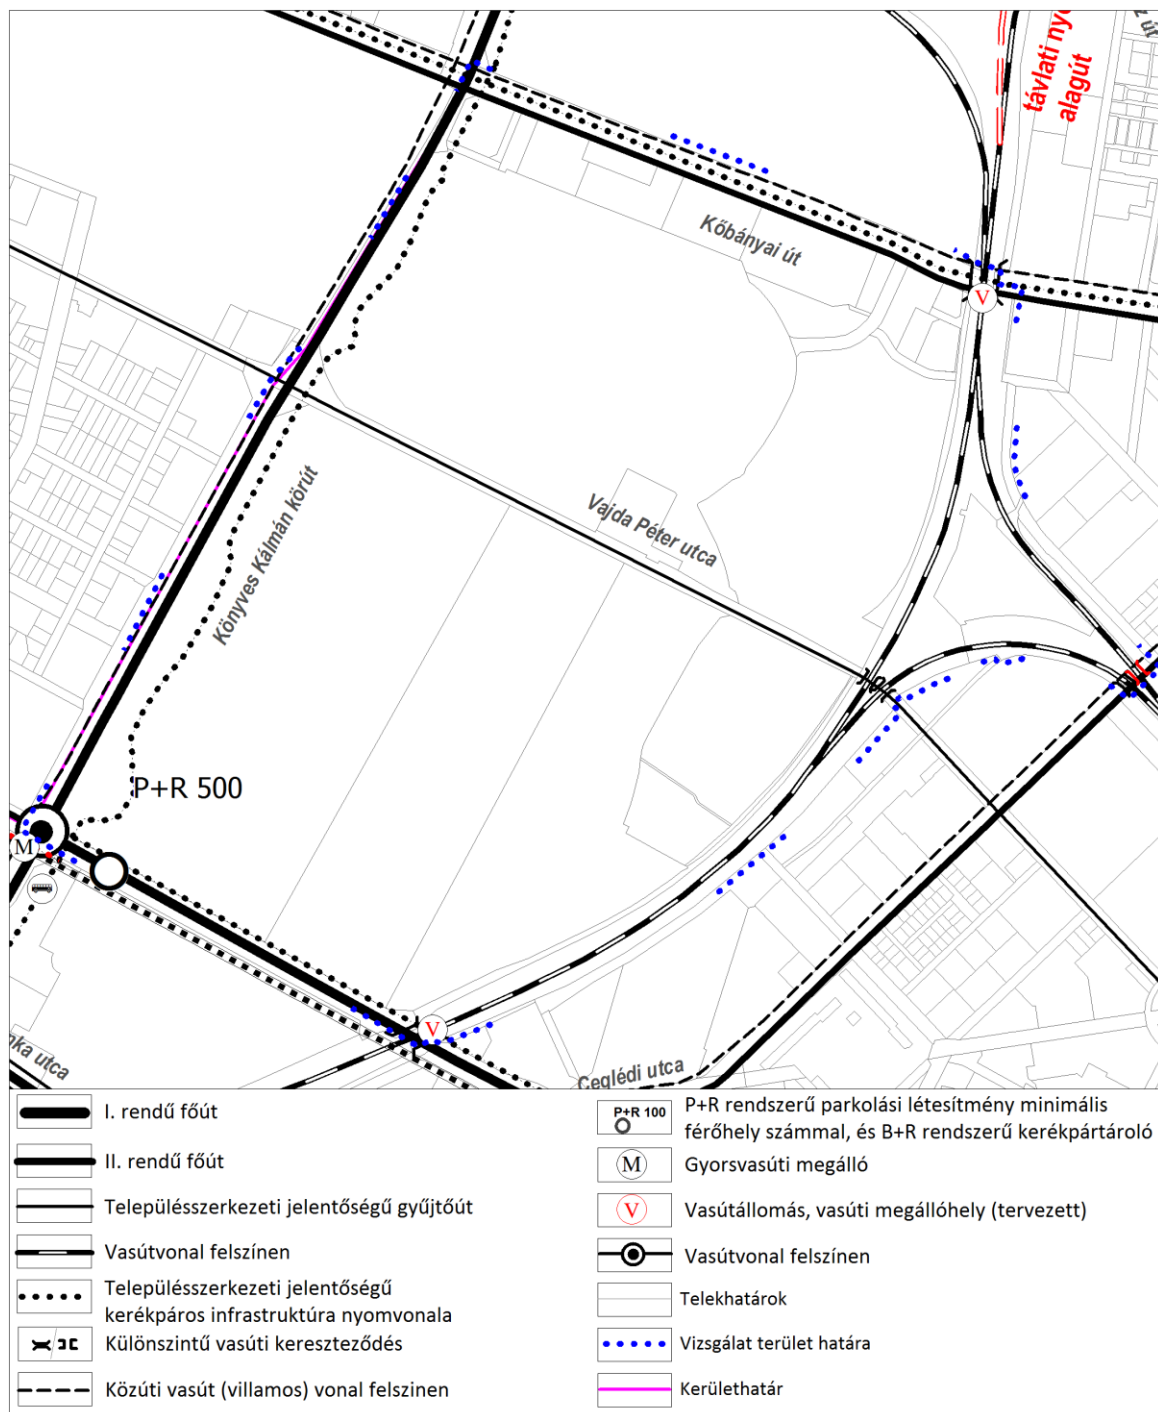 távlati
alagút
z út
Kőbányai út
Vajda Péter utca
Könyves Kálmán körút
V
P+R 500
M
V
nka utca
Ceglédi utca
I. rendű főút
II. rendű főút
Településszerkezeti jelentőségű gyűjtőút
Vasútvonal felszínen
Településszerkezeti jelentőségű
kerékpáros infrastruktúra nyomvonala
Különszintű vasúti kereszteződés
Közúti vasút (villamos) vonal felszinen
P+R 100
P+R rendszerű parkolási létesítmény minimális
férőhely számmal, és B+R rendszerű kerékpártároló
M
Gyorsvasúti megálló
V
Vasútállomás, vasúti megállóhely (tervezett)
Vasútvonal felszínen
Telekhatárok
Vizsgálat terület határa
Kerülethatár